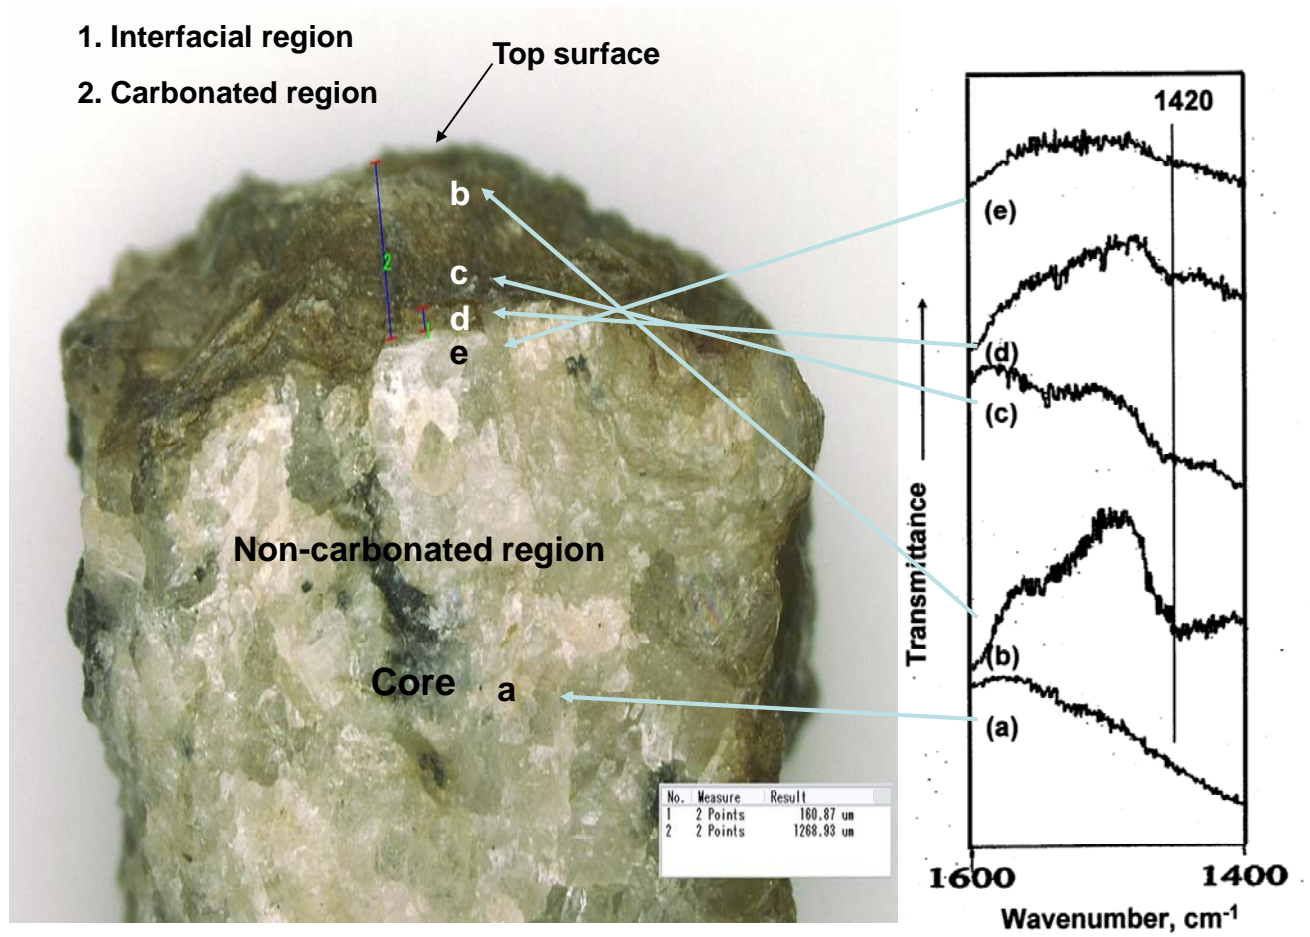 1. Interfacial region
2. Carbonated region
Top surface
b
c
d
e
2
1
Non-carbonated region
Core
a
No. Measure Result
1 2 Points 160.87 um
2 2 Points 1268.93 um
1420
(e)
(d)
(c)
(b)
(a)
Transmittance
1600
1400
Wavenumber, cm-1